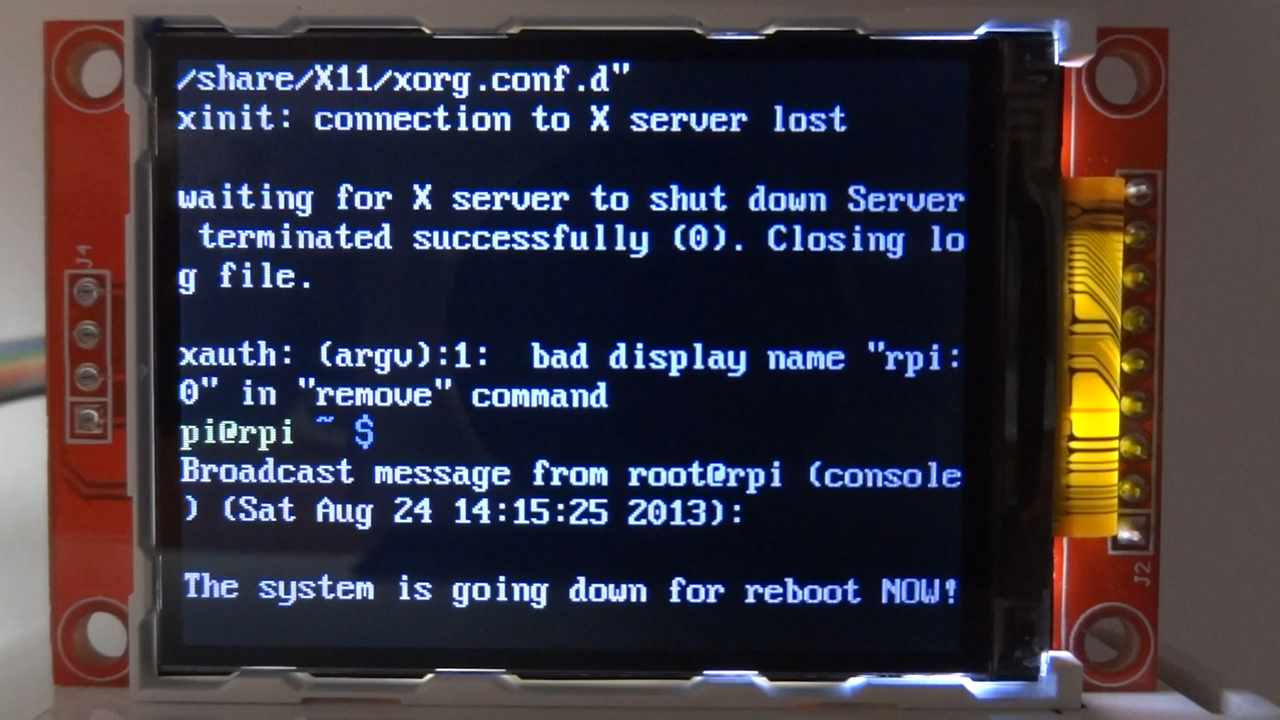 /share/X11/xorg.conf.d"
xinit: connection to X server lost
waiting for X server to shut down Server
terminated successfully (0). Closing lo
g file.
xauth: (argv):1:  bad display name "rpi:
0" in "remove" command
pi@rpi ~ $
Broadcast message from root@rpi (console
) (Sat Aug 24 14:15:25 2013):
The system is going down for reboot NOW!
J4
J2